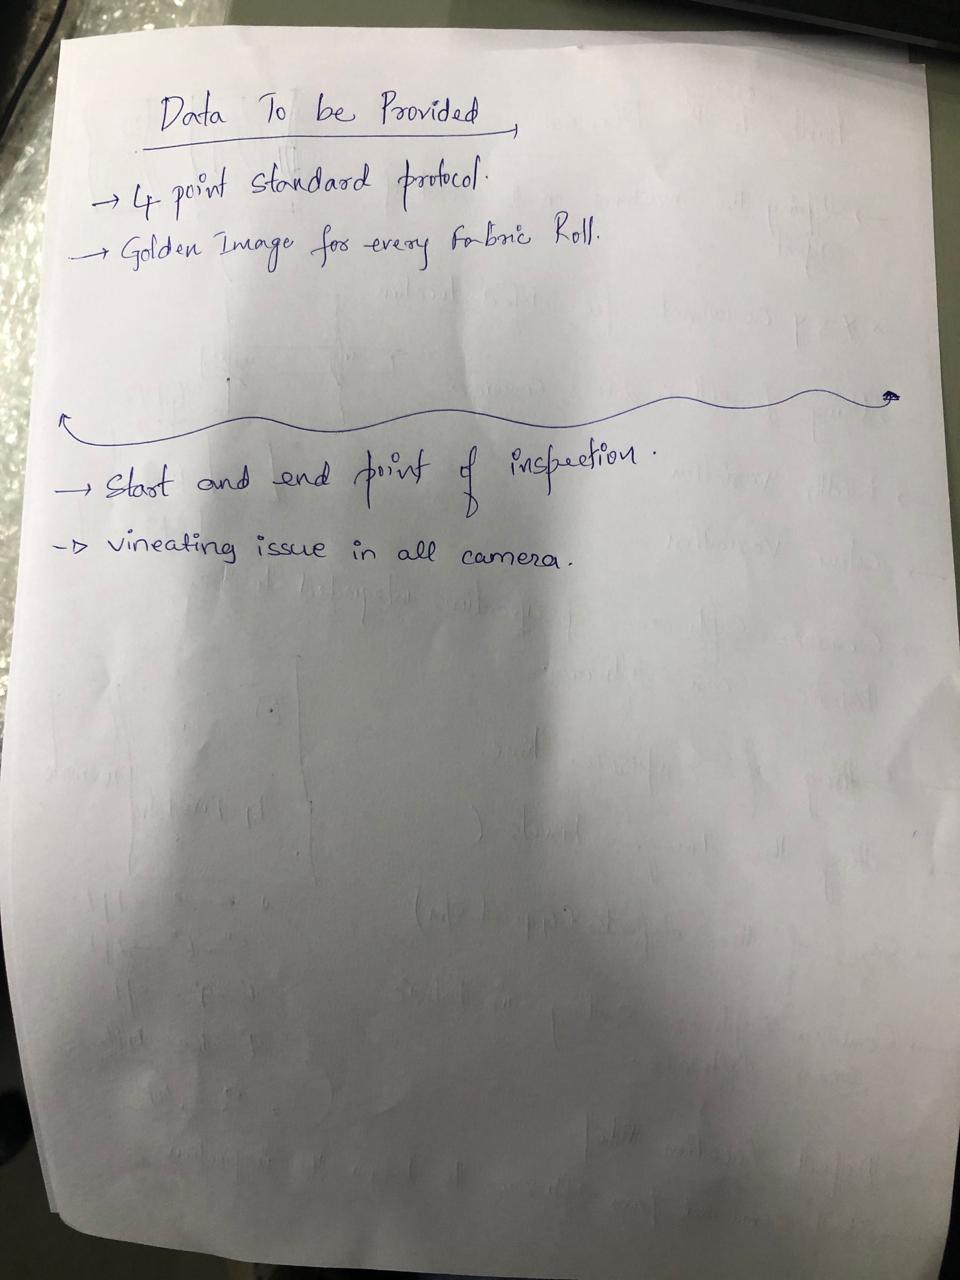 Data To be Provided
→ 4 point standard protocol.
→ Golden Image for every Fabric Roll.
→ Start and end point of inspection.
→ vineating issue in all camera.